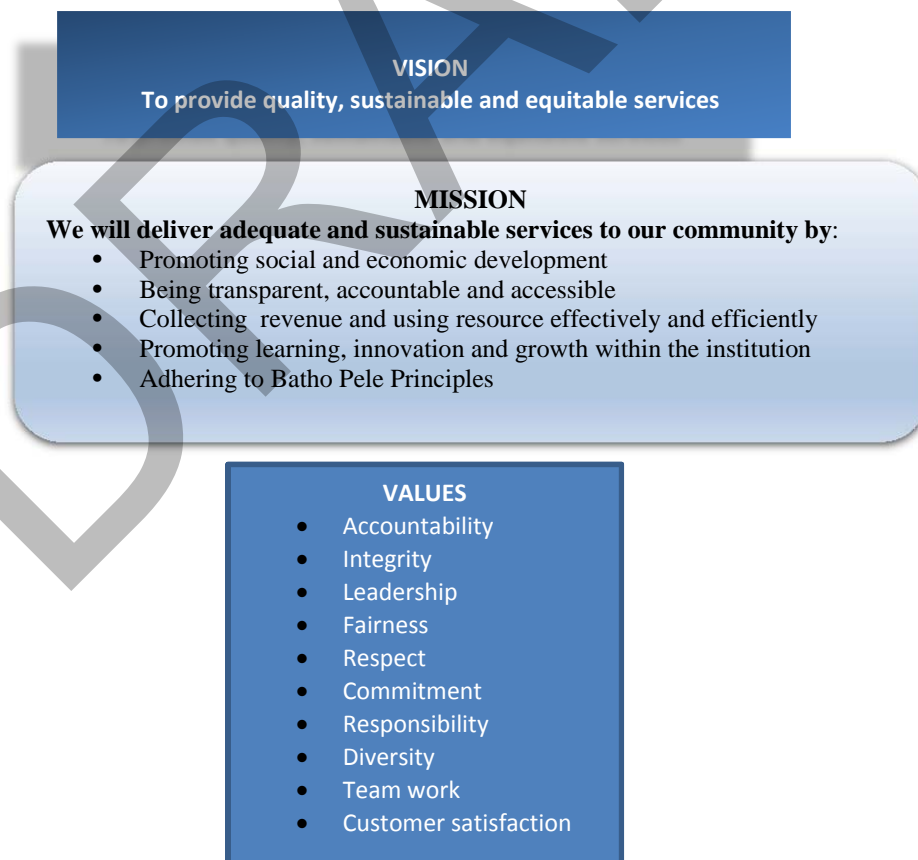 VISION
To provide quality, sustainable and equitable services
MISSION
We will deliver adequate and sustainable services to our community by:
• Promoting social and economic development
• Being transparent, accountable and accessible
• Collecting  revenue and using resource effectively and efficiently
• Promoting learning, innovation and growth within the institution
• Adhering to Batho Pele Principles
VALUES
• Accountability
• Integrity
• Leadership
• Fairness
• Respect
• Commitment
• Responsibility
• Diversity
• Team work
• Customer satisfaction